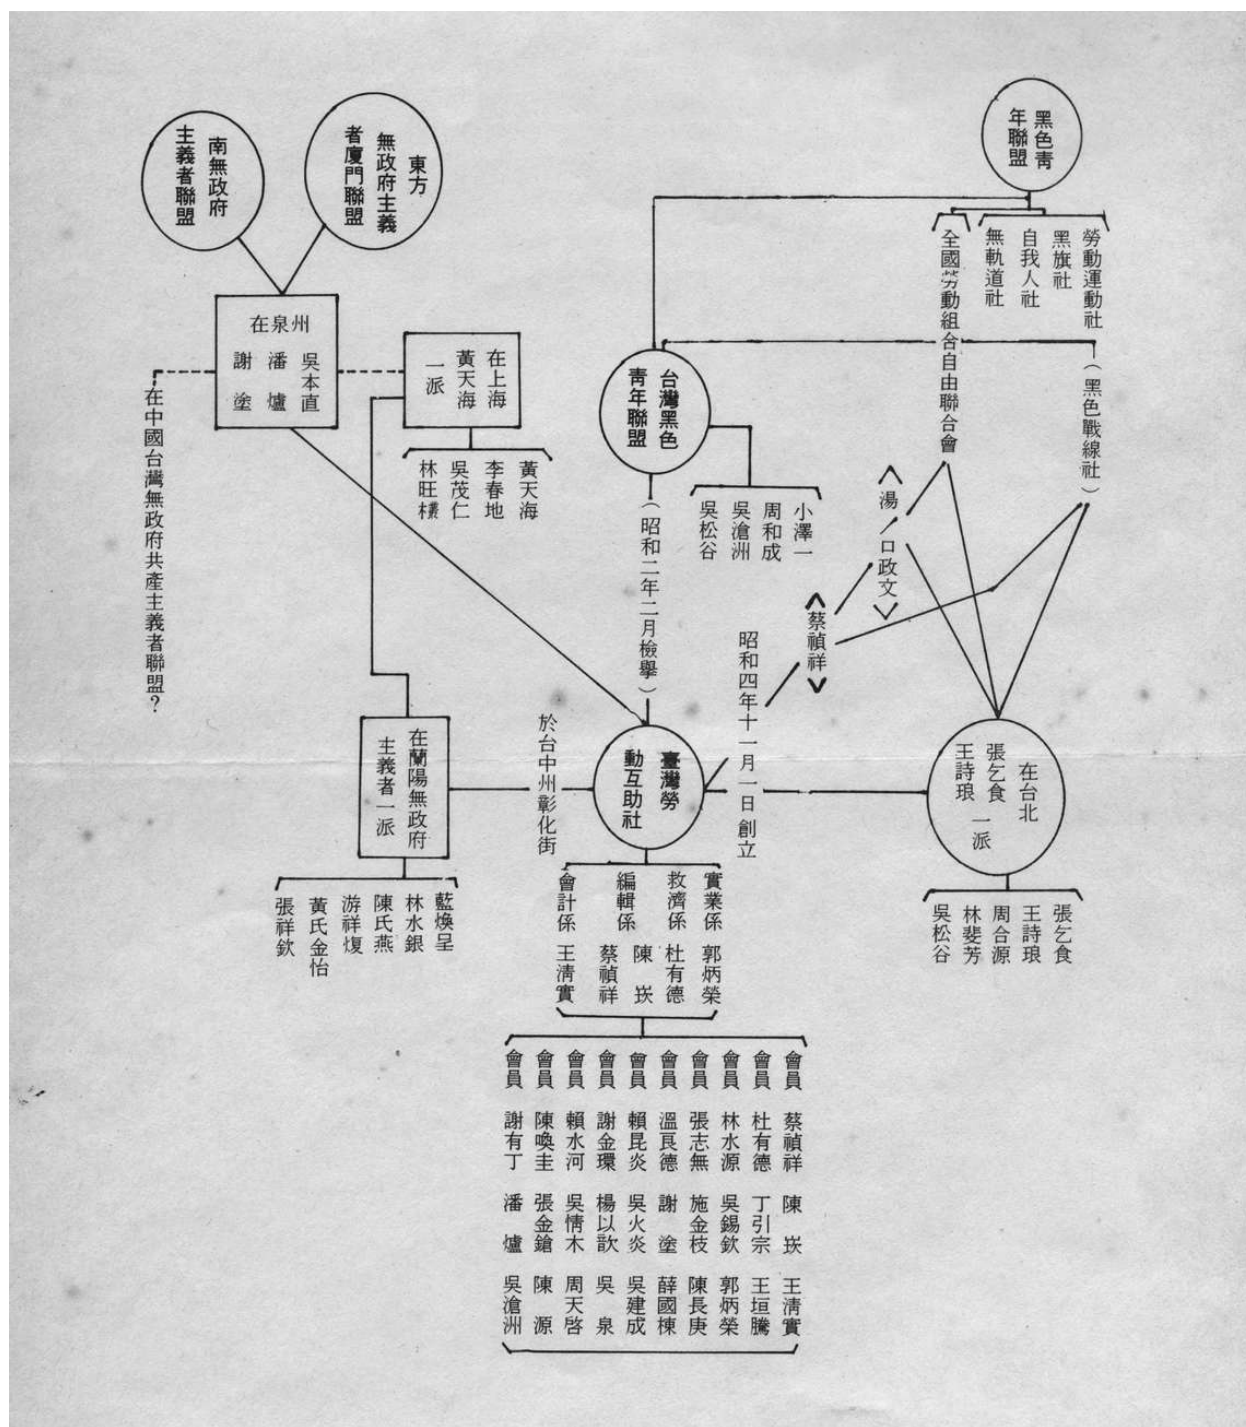 黑色青
年聯盟
勞動運動社
黑旗社
自我人社
無軌道社
全國勞動組合自由聯合會
(黑色戰線社)
東方
無政府主義
者廈門聯盟
南無政府
主義者聯盟
在泉州
吳本直
潘爐
謝塗
在中國台灣無政府共產主義者聯盟?
在上海
黃天海
一派
黃天海
李春地
吳茂仁
林旺欉
台灣黑色
青年聯盟
小澤一
周和成
吳滄洲
吳松谷
(昭和二年二月檢舉)
<湯ノ口政文>
<蔡禎祥>
昭和四年十一月一日創立
臺灣勞
動互助社
於台中州彰化街
在蘭陽無政府
主義者一派
藍煥呈
林水銀
陳氏燕
游祥煖
黃氏金怡
張祥欽
在台北
張乞食
王詩琅 一派
張乞食
王詩琅
周合源
林斐芳
吳松谷
實業係 郭炳榮
救濟係 杜有德
編輯係 陳崁
蔡禎祥
會計係 王清實
會員 蔡禎祥 陳崁 王清實
會員 杜有德 丁引宗 王垣騰
會員 林水源 吳錫欽 郭炳榮
會員 張志無 施金枝 陳長庚
會員 溫良德 謝塗 薛國棟
會員 賴昆炎 吳火炎 吳建成
會員 謝金環 楊以歆 吳泉
會員 賴水河 吳情木 周天啓
會員 陳喚圭 張金鎗 陳源
會員 謝有丁 潘爐 吳滄洲